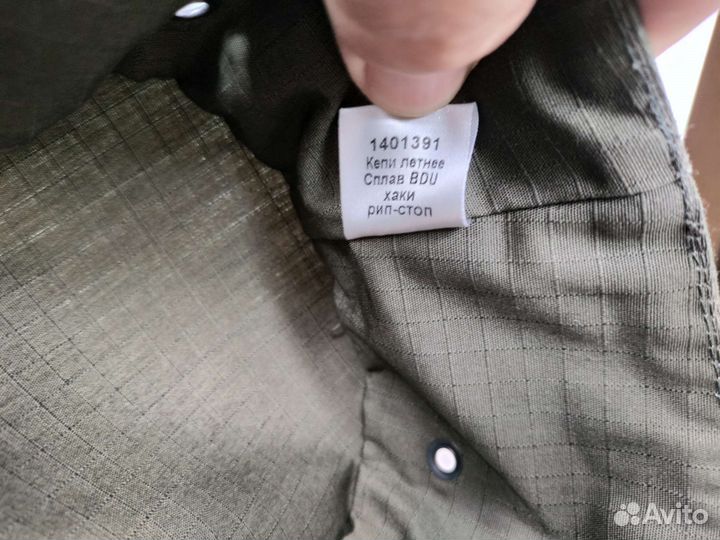 1401391
Кепи летнее
Сплав BDU
хаки
рип-стоп
Avito